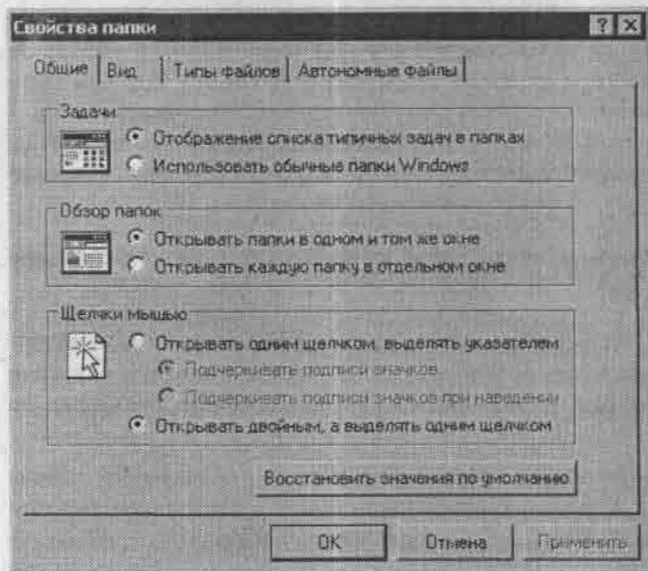 Свойства папки
Общие Вид Типы файлов Автономные файлы
Задачи
Отображение списка типичных задач в папках
Использовать обычные папки Windows
Обзор папок
Открывать папки в одном и том же окне
Открывать каждую папку в отдельном окне
Щелчки мышью
Открывать одним щелчком, выделять указателем
Подчеркивать подписи значков
Подчеркивать подписи значков при наведении
Открывать двойным, а выделять одним щелчком
Восстановить значения по умолчанию
OK Отмена Применить